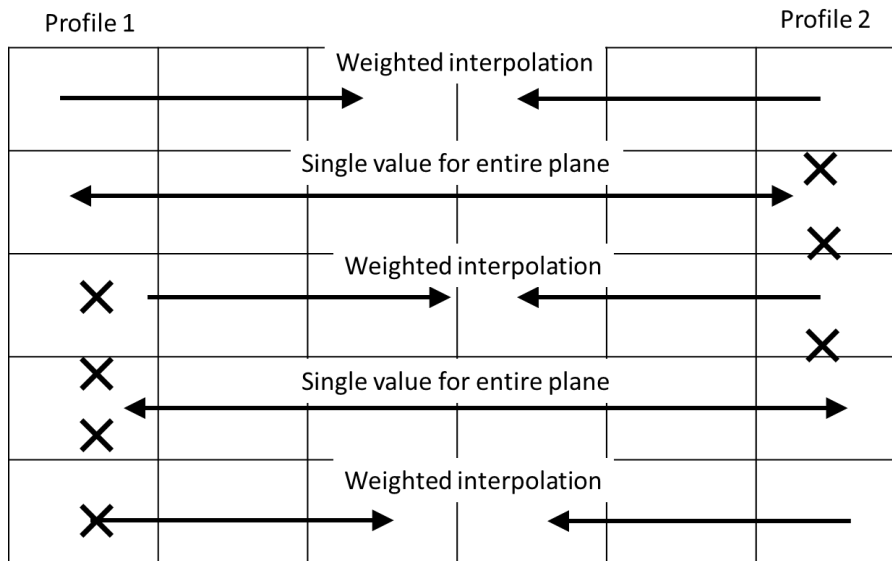 Profile 1
Profile 2
Weighted interpolation
Single value for entire plane
Weighted interpolation
Single value for entire plane
Weighted interpolation